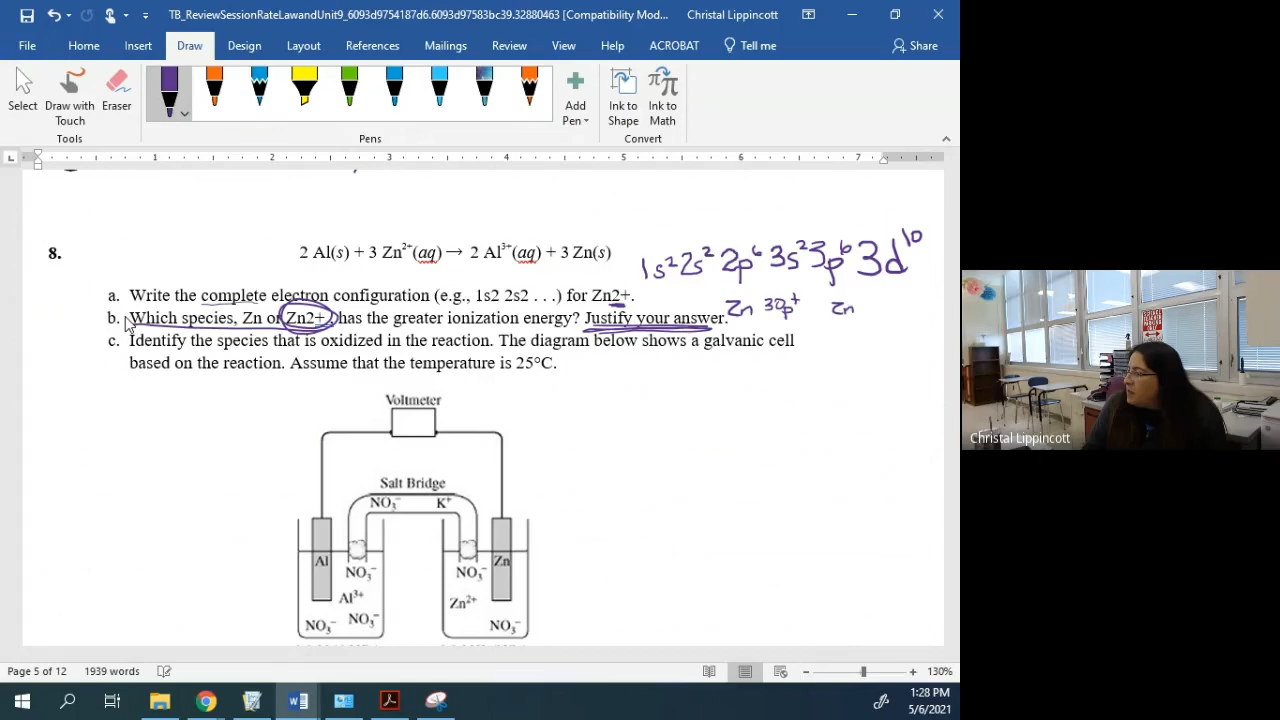 TB_ReviewSessionRateLawandUnit9_6093d9754187d6.6093d97583bc39.32880463 [Compatibility Mod... Christal Lippincott
File Home Insert Draw Design Layout References Mailings Review View Help ACROBAT Tell me Share
Select Draw with Touch Eraser Add Pen Ink to Shape Ink to Math
Tools Pens Convert
1 2 3 4 5 6 7
8. 2 Al(s) + 3 Zn²⁺(aq) → 2 Al³⁺(aq) + 3 Zn(s)
1s² 2s² 2p⁶ 3s² 3p⁶ 3d¹⁰
a. Write the complete electron configuration (e.g., 1s2 2s2 . . .) for Zn2+.
Zn 30p⁺ Zn
b. Which species, Zn or Zn2+, has the greater ionization energy? Justify your answer.
c. Identify the species that is oxidized in the reaction. The diagram below shows a galvanic cell
based on the reaction. Assume that the temperature is 25°C.
Voltmeter
Salt Bridge
NO₃⁻ K⁺
Al Zn
NO₃⁻ NO₃⁻
Al³⁺ Zn²⁺
NO₃⁻ NO₃⁻ NO₃⁻
Christal Lippincott
Page 5 of 12 1939 words 130%
1:28 PM
5/6/2021